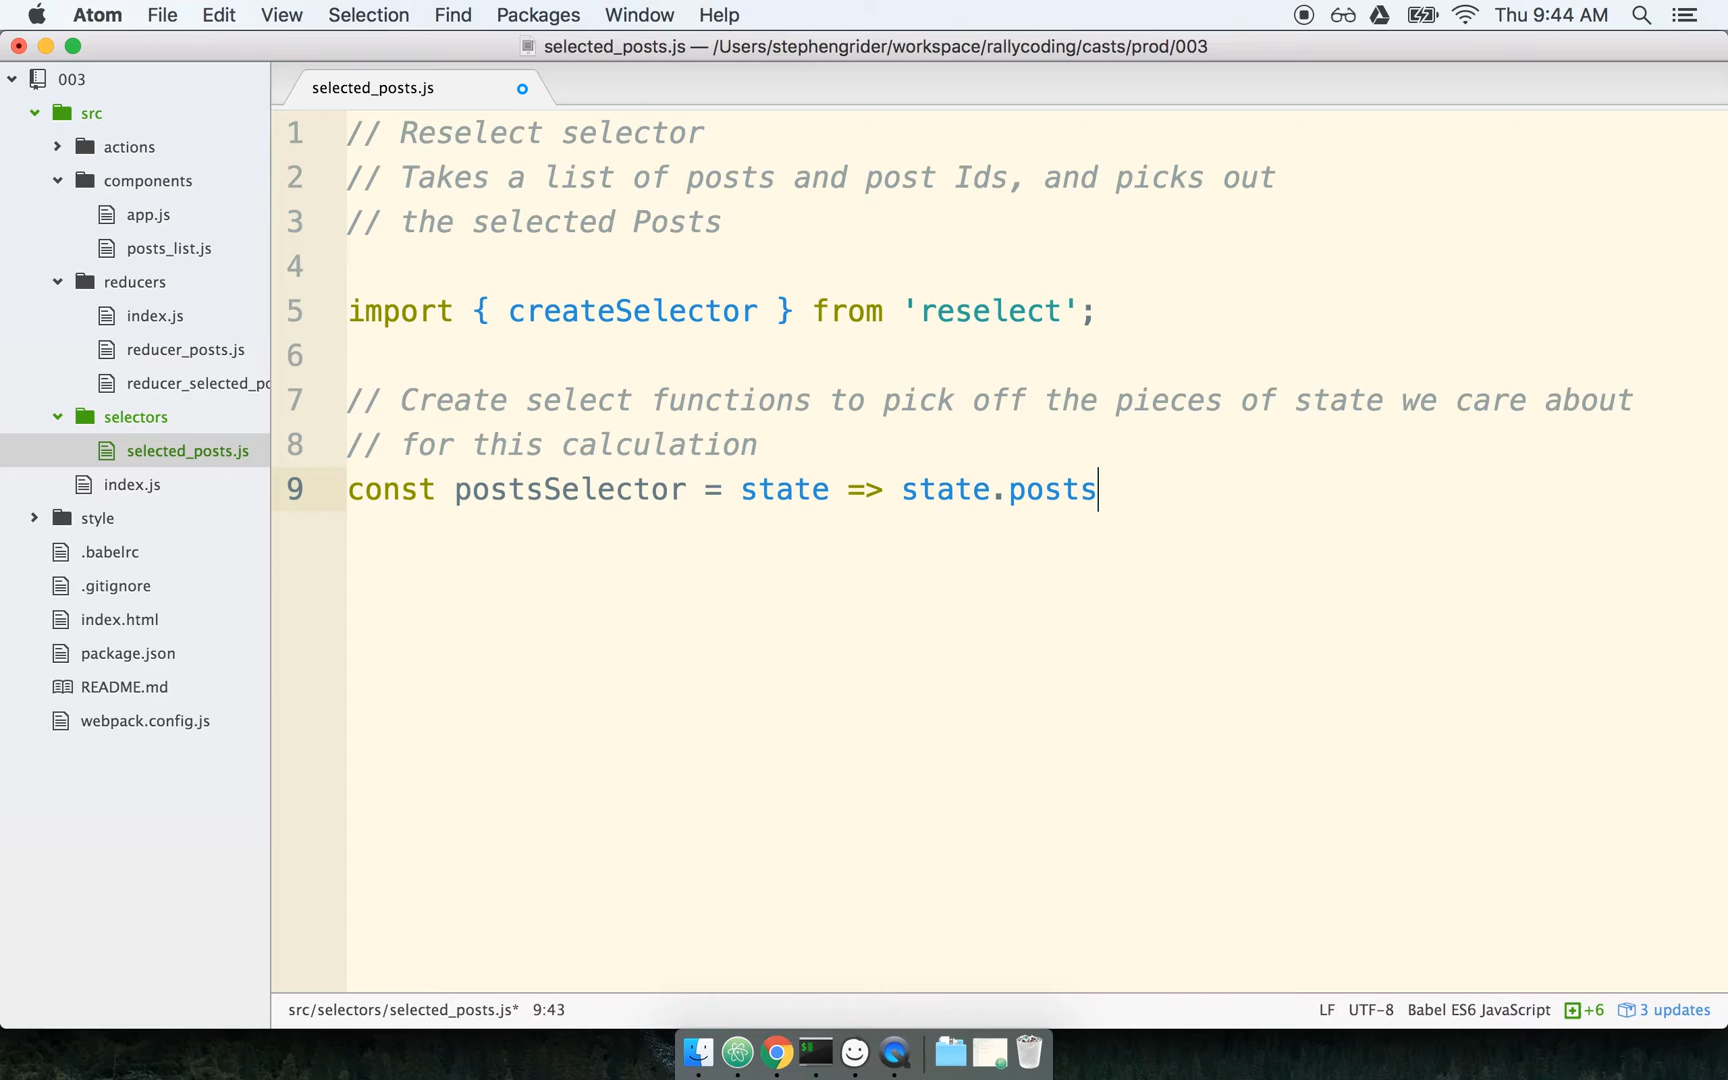 Atom File Edit View Selection Find Packages Window Help Thu 9:44 AM
selected_posts.js — /Users/stephengrider/workspace/rallycoding/casts/prod/003
003
src
actions
components
app.js
posts_list.js
reducers
index.js
reducer_posts.js
reducer_selected_po
selectors
selected_posts.js
index.js
style
.babelrc
.gitignore
index.html
package.json
README.md
webpack.config.js
selected_posts.js
1 // Reselect selector
2 // Takes a list of posts and post Ids, and picks out
3 // the selected Posts
4
5 import { createSelector } from 'reselect';
6
7 // Create select functions to pick off the pieces of state we care about
8 // for this calculation
9 const postsSelector = state => state.posts
src/selectors/selected_posts.js* 9:43 LF UTF-8 Babel ES6 JavaScript +6 3 updates